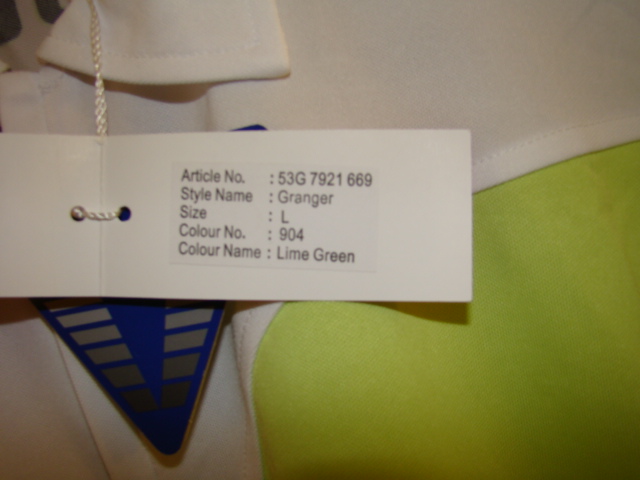 Article No. : 53G 7921 669
Style Name : Granger
Size : L
Colour No. : 904
Colour Name : Lime Green